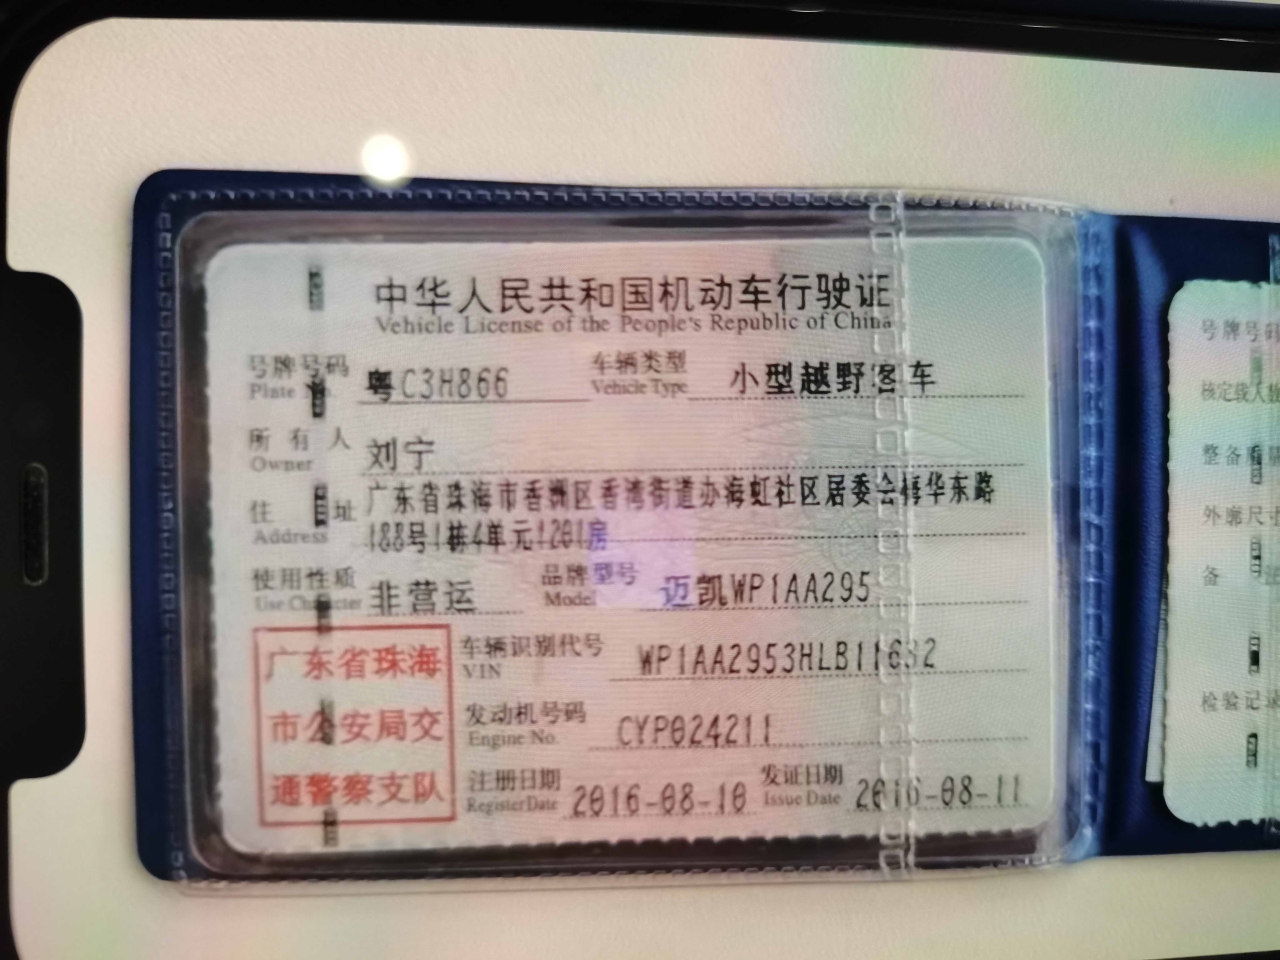 中华人民共和国机动车行驶证
Vehicle License of the People's Republic of China
号牌号码 粤C3H866 车辆类型 小型越野客车
Plate No. Vehicle Type
所有人 刘宁
Owner
住址 广东省珠海市香洲区香湾街道办海虹社区居委会禧华东路
Address 188号1栋4单元1201房
使用性质 非营运 品牌型号 迈凯WP1AA295
Use Character Model
广东省珠海
市公安局交
通警察支队
车辆识别代号 WP1AA2953HLB11632
VIN
发动机号码 CYP024211
Engine No.
注册日期 2016-08-10 发证日期 2016-08-11
Register Date Issue Date
号牌号码
核定载人数
整备质量
外廓尺寸
备
检验记录